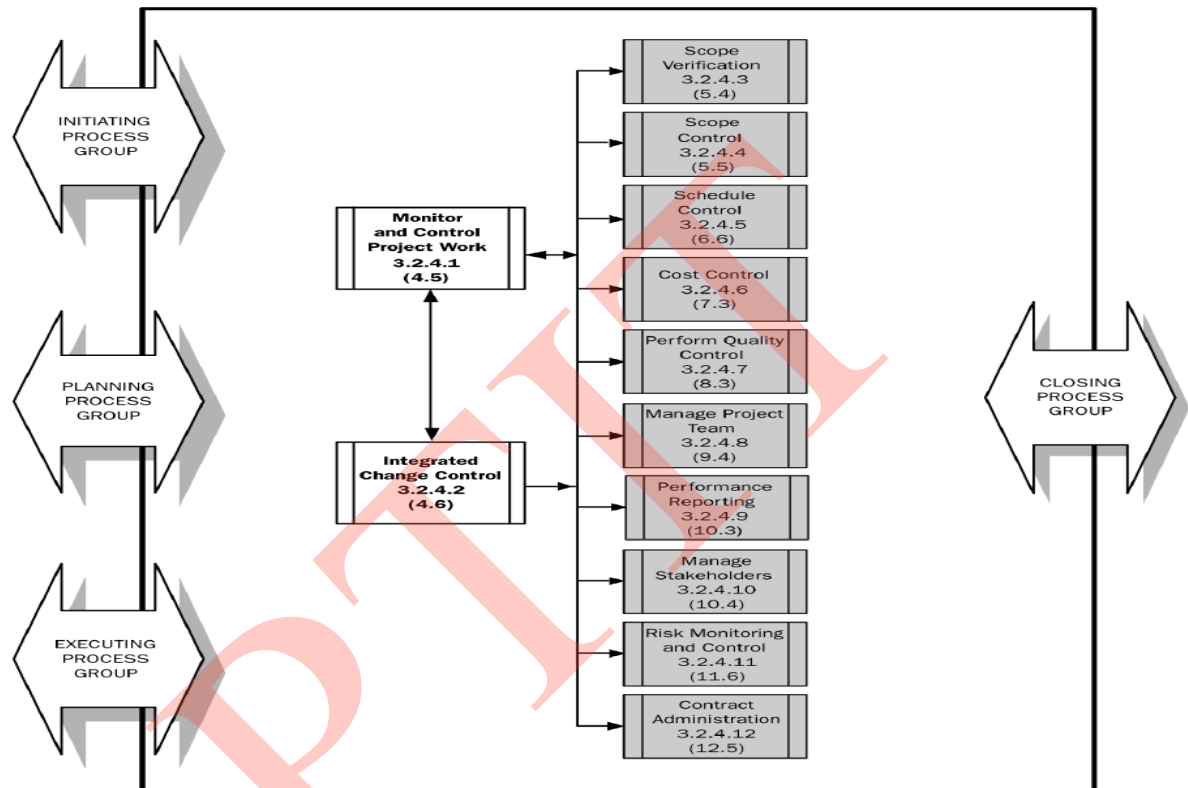 INITIATING
PROCESS
GROUP
PLANNING
PROCESS
GROUP
EXECUTING
PROCESS
GROUP
Monitor
and Control
Project Work
3.2.4.1
(4.5)
Integrated
Change Control
3.2.4.2
(4.6)
Scope
Verification
3.2.4.3
(5.4)
Scope
Control
3.2.4.4
(5.5)
Schedule
Control
3.2.4.5
(6.6)
Cost Control
3.2.4.6
(7.3)
Perform Quality
Control
3.2.4.7
(8.3)
Manage Project
Team
3.2.4.8
(9.4)
Performance
Reporting
3.2.4.9
(10.3)
Manage
Stakeholders
3.2.4.10
(10.4)
Risk Monitoring
and Control
3.2.4.11
(11.6)
Contract
Administration
3.2.4.12
(12.5)
CLOSING
PROCESS
GROUP
PTIT